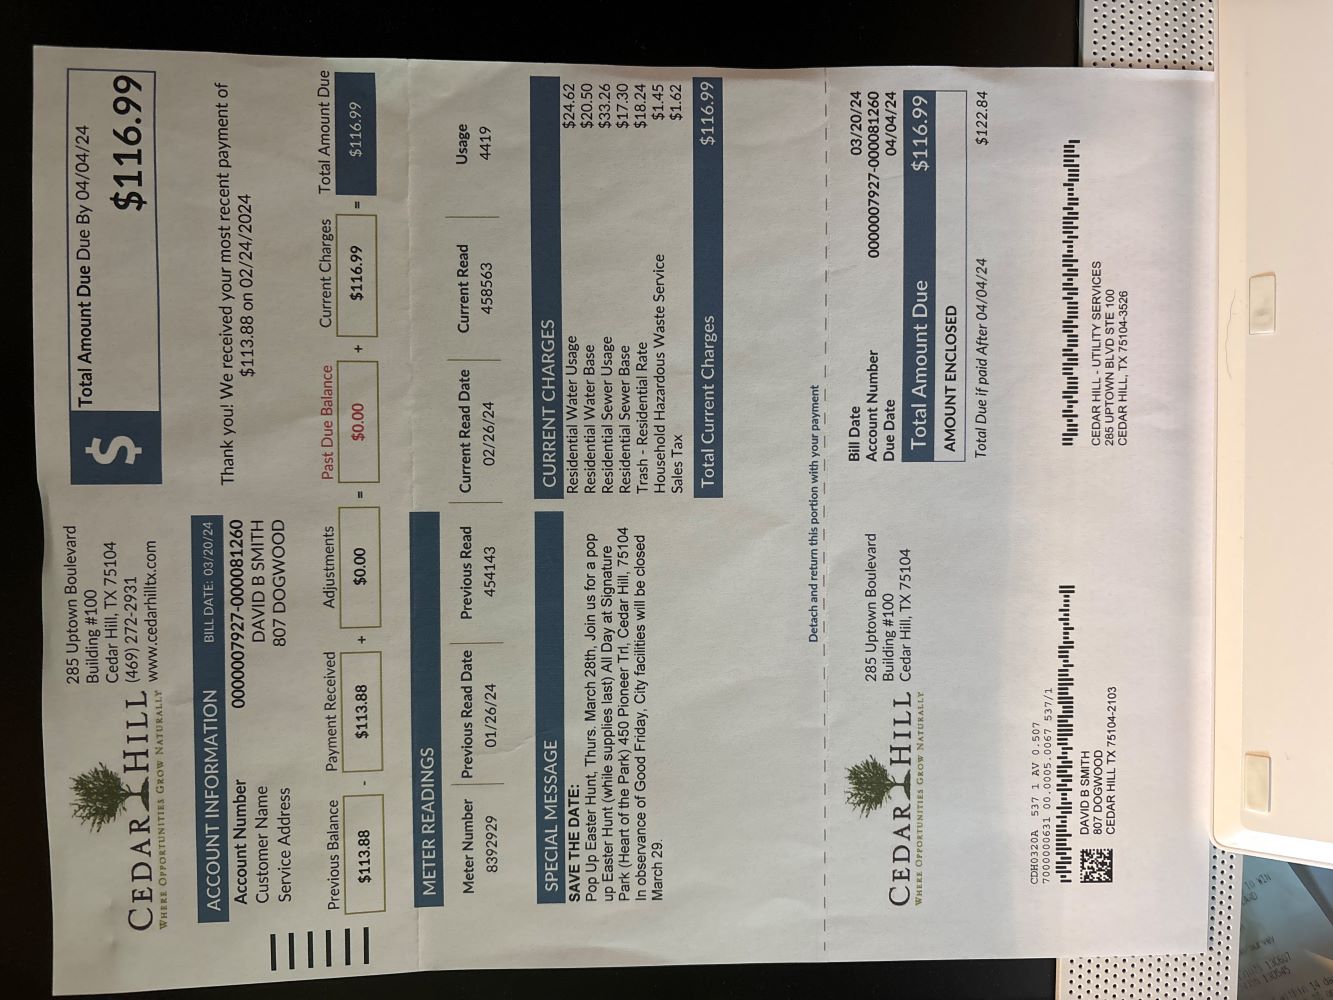 CEDAR HILL
WHERE OPPORTUNITIES GROW NATURALLY
285 Uptown Boulevard
Building #100
Cedar Hill, TX 75104
(469) 272-2931
www.cedarhilltx.com
$
Total Amount Due Due By 04/04/24
$116.99
ACCOUNT INFORMATION BILL DATE: 03/20/24
Account Number 0000007927-000081260
Customer Name DAVID B SMITH
Service Address 807 DOGWOOD
Thank you! We received your most recent payment of
$113.88 on 02/24/2024
Previous Balance Payment Received Adjustments Past Due Balance Current Charges Total Amount Due
$113.88 - $113.88 + $0.00 = $0.00 + $116.99 = $116.99
METER READINGS
Meter Number Previous Read Date Previous Read Current Read Date Current Read Usage
8392929 01/26/24 454143 02/26/24 458563 4419
SPECIAL MESSAGE
SAVE THE DATE:
Pop Up Easter Hunt, Thurs. March 28th, Join us for a pop
up Easter Hunt (while supplies last) All Day at Signature
Park (Heart of the Park) 450 Pioneer Trl, Cedar Hill, 75104
In observance of Good Friday, City facilities will be closed
March 29.
CURRENT CHARGES
Residential Water Usage $24.62
Residential Water Base $20.50
Residential Sewer Usage $33.26
Residential Sewer Base $17.30
Trash - Residential Rate $18.24
Household Hazardous Waste Service $1.45
Sales Tax $1.62
Total Current Charges $116.99
Detach and return this portion with your payment
CEDAR HILL
WHERE OPPORTUNITIES GROW NATURALLY
285 Uptown Boulevard
Building #100
Cedar Hill, TX 75104
Bill Date 03/20/24
Account Number 0000007927-000081260
Due Date 04/04/24
Total Amount Due $116.99
AMOUNT ENCLOSED
Total Due if paid After 04/04/24 $122.84
CDH0320A 537 1 AV 0.507
7000000631 00.0005.0067 537/1
DAVID B SMITH
807 DOGWOOD
CEDAR HILL TX 75104-2103
CEDAR HILL - UTILITY SERVICES
285 UPTOWN BLVD STE 100
CEDAR HILL, TX 75104-3526